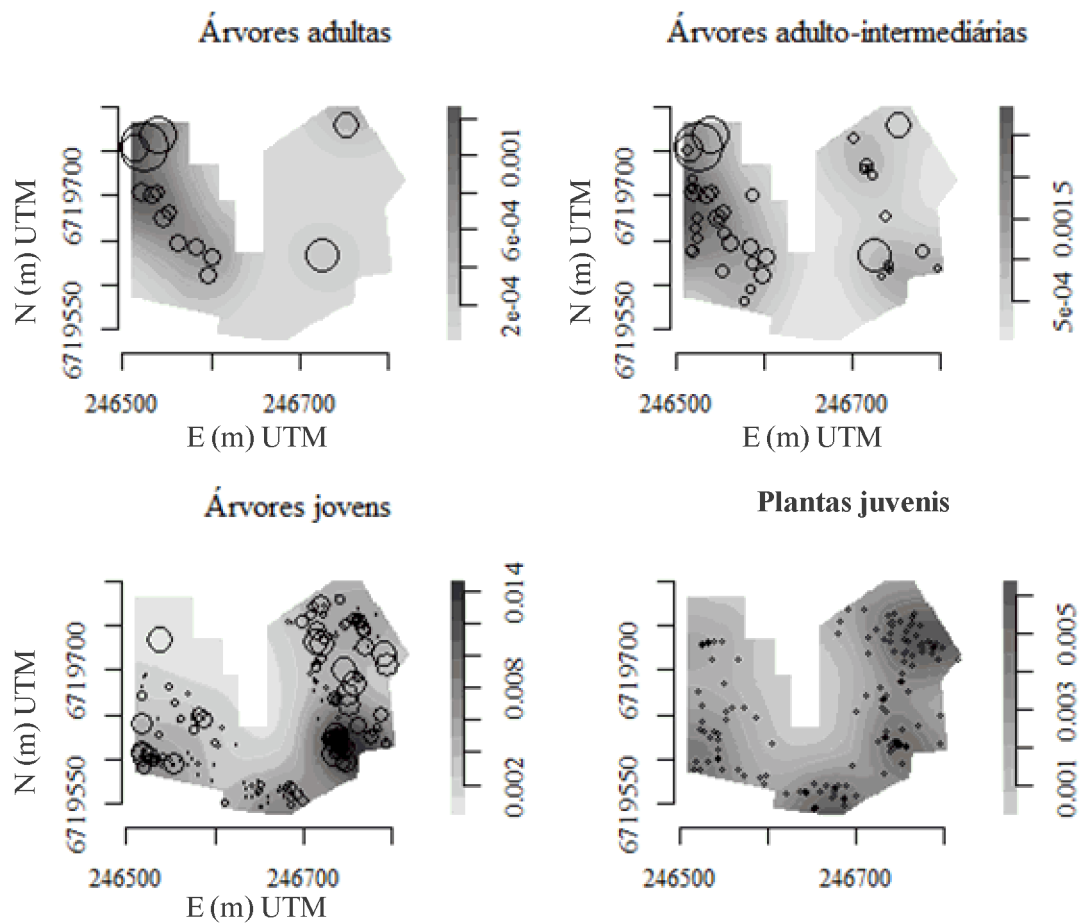 Árvores adultas
N (m) UTM
6719550
6719700
246500
246700
E (m) UTM
2e-04
6e-04
0.001
Árvores adulto-intermediárias
N (m) UTM
6719550
6719700
246500
246700
E (m) UTM
5e-04
0.0015
Árvores jovens
N (m) UTM
6719550
6719700
246500
246700
E (m) UTM
0.002
0.008
0.014
Plantas juvenis
6719550
6719700
246500
246700
0.001
0.003
0.005